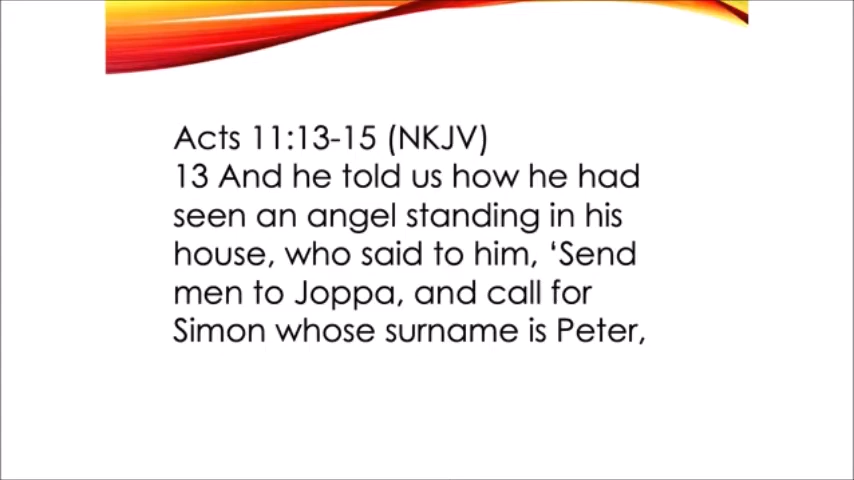 Acts 11:13-15 (NKJV)
13 And he told us how he had
seen an angel standing in his
house, who said to him, ‘Send
men to Joppa, and call for
Simon whose surname is Peter,